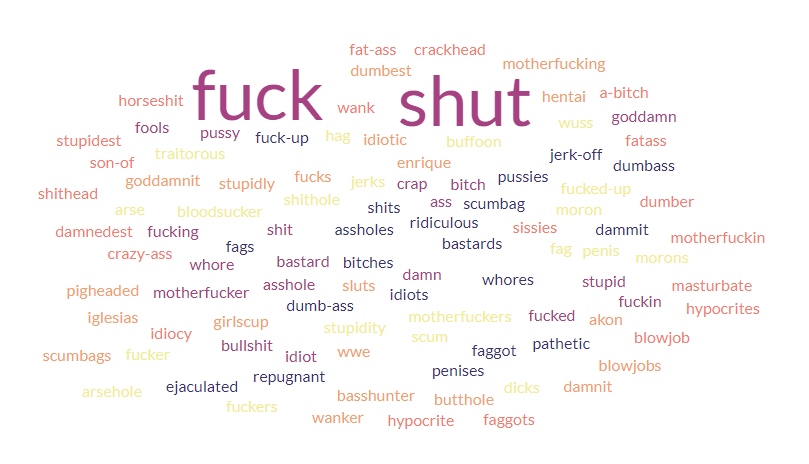 fat-ass crackhead
dumbest motherfucking
fuck shut
horseshit wank hentai a-bitch
fools pussy fuck-up hag idiotic buffoon wuss goddamn
stupidest traitorous enrique jerk-off fatass
son-of goddamnit stupidly fucks jerks crap bitch pussies fucked-up dumbass
shithead arse bloodsucker shithole shits ass scumbag moron dumber
damnedest fucking shit assholes ridiculous sissies dammit motherfuckin
crazy-ass fags bastards fag penis morons
whore bastard bitches damn whores stupid masturbate
pigheaded motherfucker asshole sluts idiots fuckin hypocrites
dumb-ass
iglesias girlscup stupidity motherfuckers fucked akon
idiocy bullshit scum pathetic blowjob
scumbags fucker idiot wwe faggot blowjobs
arsehole ejaculated repugnant penises dicks damnit
fuckers basshunter butthole
wanker hypocrite faggots